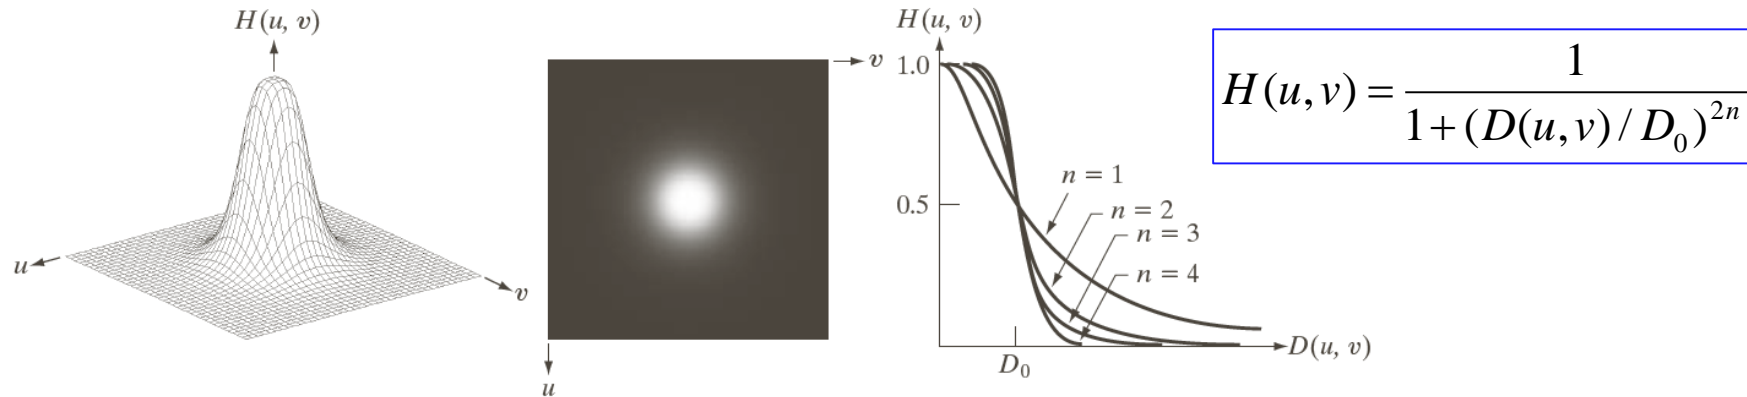 H(u, v)
u
v
v
u
H(u, v)
1.0
0.5
n = 1
n = 2
n = 3
n = 4
D₀
D(u, v)
H(u,v) = 1 / (1 + (D(u,v) / D₀)²ⁿ)